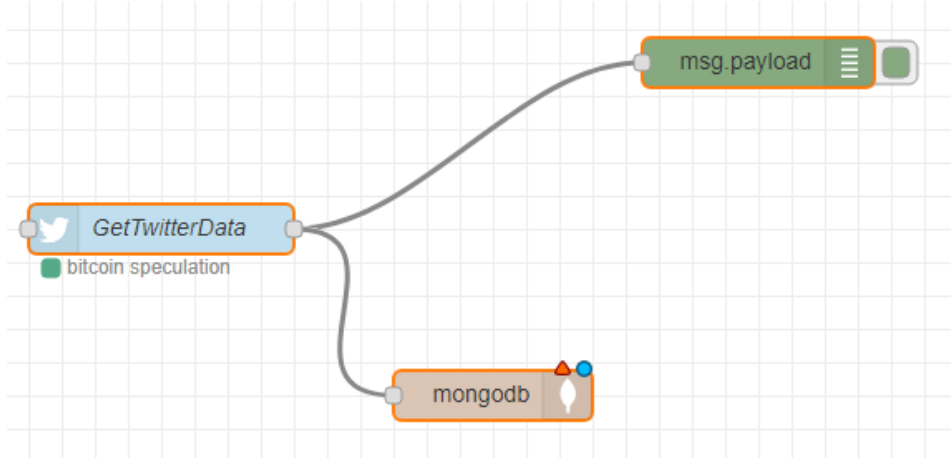 msg.payload
GetTwitterData
bitcoin speculation
mongodb